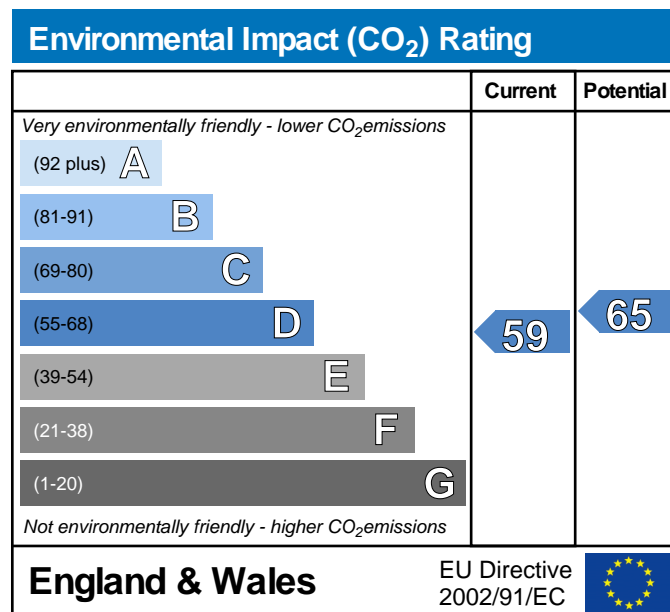 Environmental Impact (CO₂) Rating
Current Potential
Very environmentally friendly - lower CO₂emissions
(92 plus) A
(81-91) B
(69-80) C
(55-68) D
59 65
(39-54) E
(21-38) F
(1-20) G
Not environmentally friendly - higher CO₂emissions
England & Wales
EU Directive
2002/91/EC